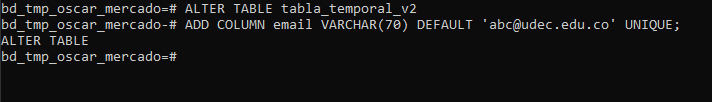 bd_tmp_oscar_mercado=# ALTER TABLE tabla_temporal_v2
bd_tmp_oscar_mercado-# ADD COLUMN email VARCHAR(70) DEFAULT 'abc@udec.edu.co' UNIQUE;
ALTER TABLE
bd_tmp_oscar_mercado=#